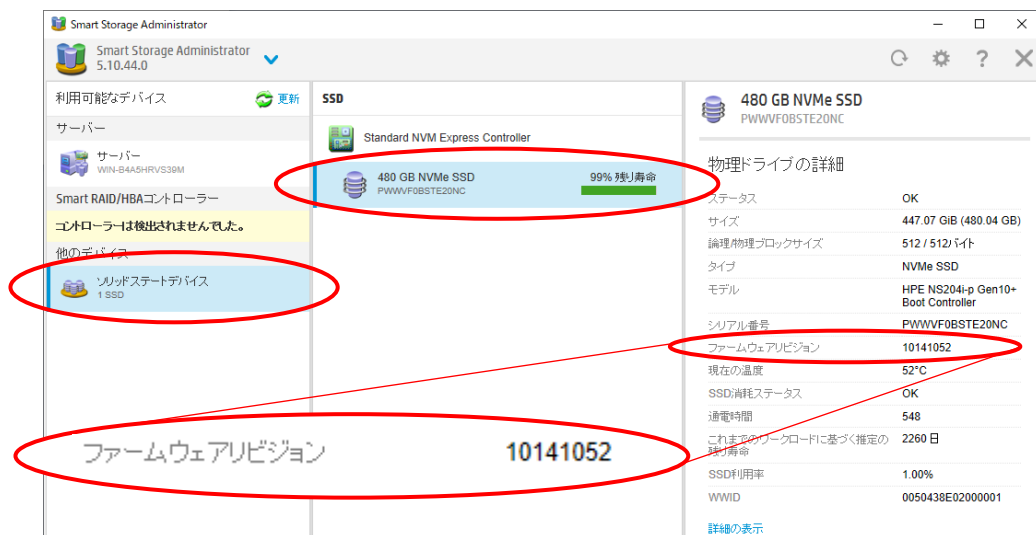 Smart Storage Administrator
Smart Storage Administrator
5.10.44.0
利用可能なデバイス
更新
サーバー
サーバー
WIN-B4A5HRVS39M
Smart RAID/HBAコントローラー
コントローラーは検出されませんでした。
他のデバイス
ソリッドステートデバイス
1 SSD
SSD
Standard NVM Express Controller
480 GB NVMe SSD
99% 残り寿命
PWWVF0BSTE20NC
480 GB NVMe SSD
PWWVF0BSTE20NC
物理ドライブの詳細
ステータス OK
サイズ 447.07 GiB (480.04 GB)
論理/物理ブロックサイズ 512 / 512バイト
タイプ NVMe SSD
モデル HPE NS204i-p Gen10+
Boot Controller
シリアル番号 PWWVF0BSTE20NC
ファームウェアリビジョン 10141052
現在の温度 52°C
SSD消耗ステータス OK
通電時間 548
これまでのワークロードに基づく推定の 2260 日
残り寿命
SSD利用率 1.00%
WWID 0050438E02000001
詳細の表示
ファームウェアリビジョン 10141052